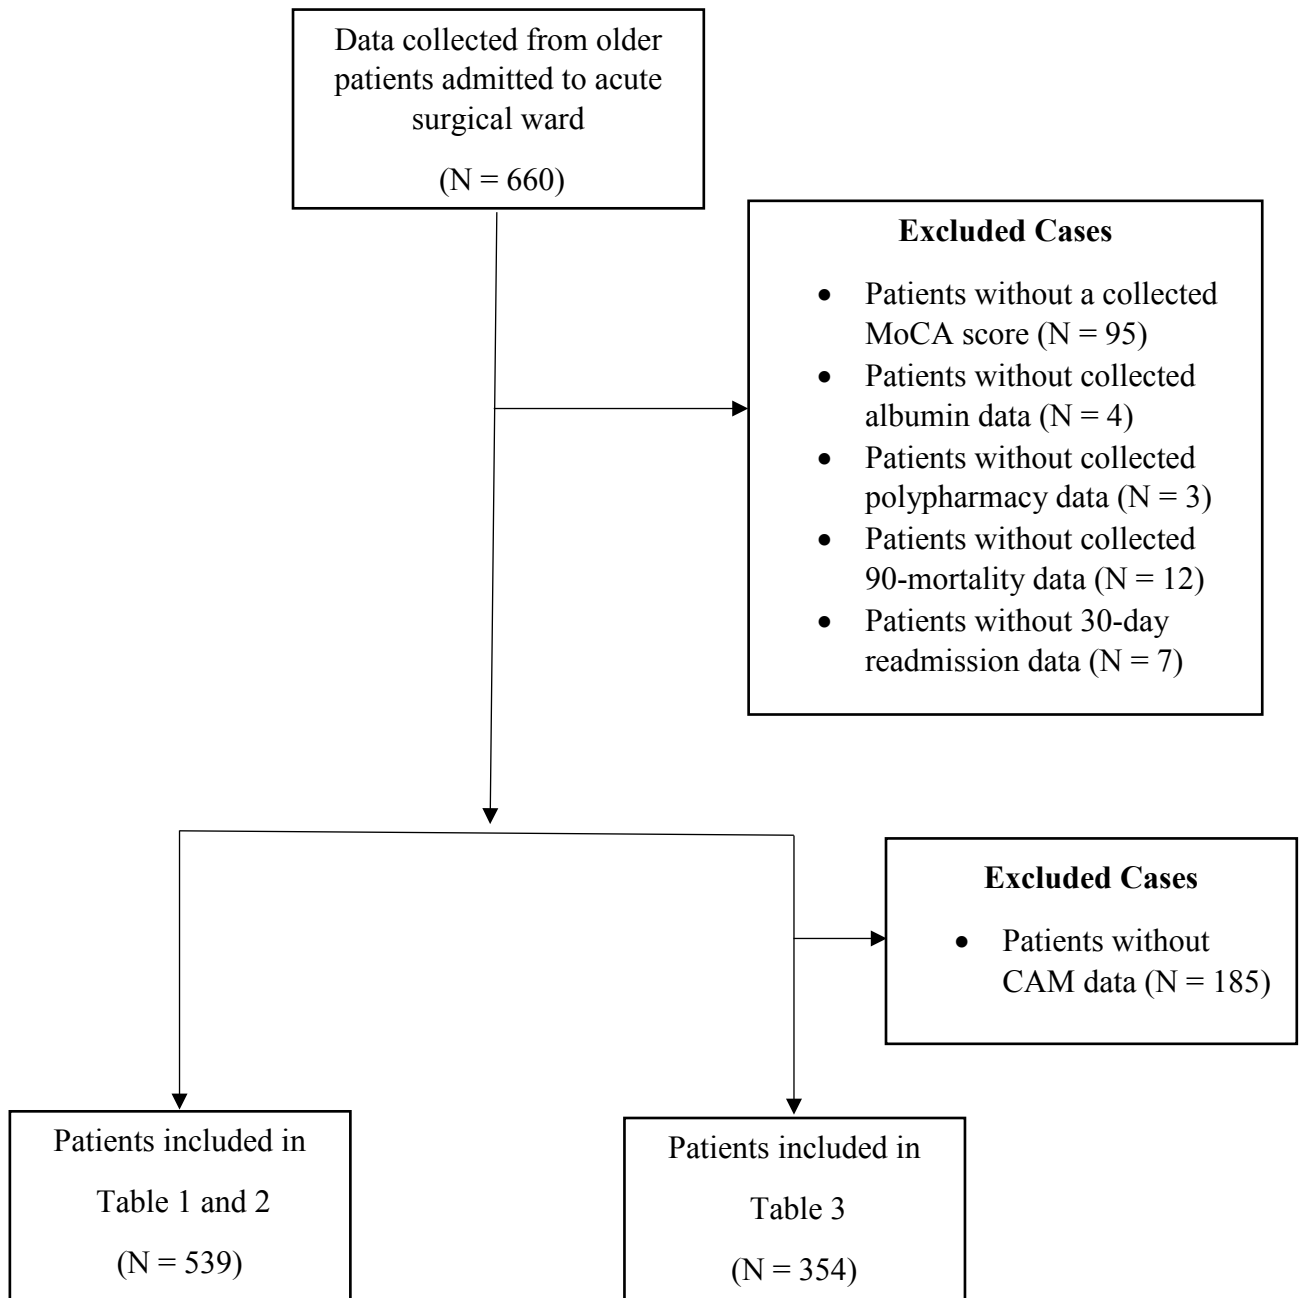 Data collected from older
patients admitted to acute
surgical ward
(N = 660)
Excluded Cases
• Patients without a collected
MoCA score (N = 95)
• Patients without collected
albumin data (N = 4)
• Patients without collected
polypharmacy data (N = 3)
• Patients without collected
90-mortality data (N = 12)
• Patients without 30-day
readmission data (N = 7)
Excluded Cases
• Patients without
CAM data (N = 185)
Patients included in
Table 1 and 2
(N = 539)
Patients included in
Table 3
(N = 354)